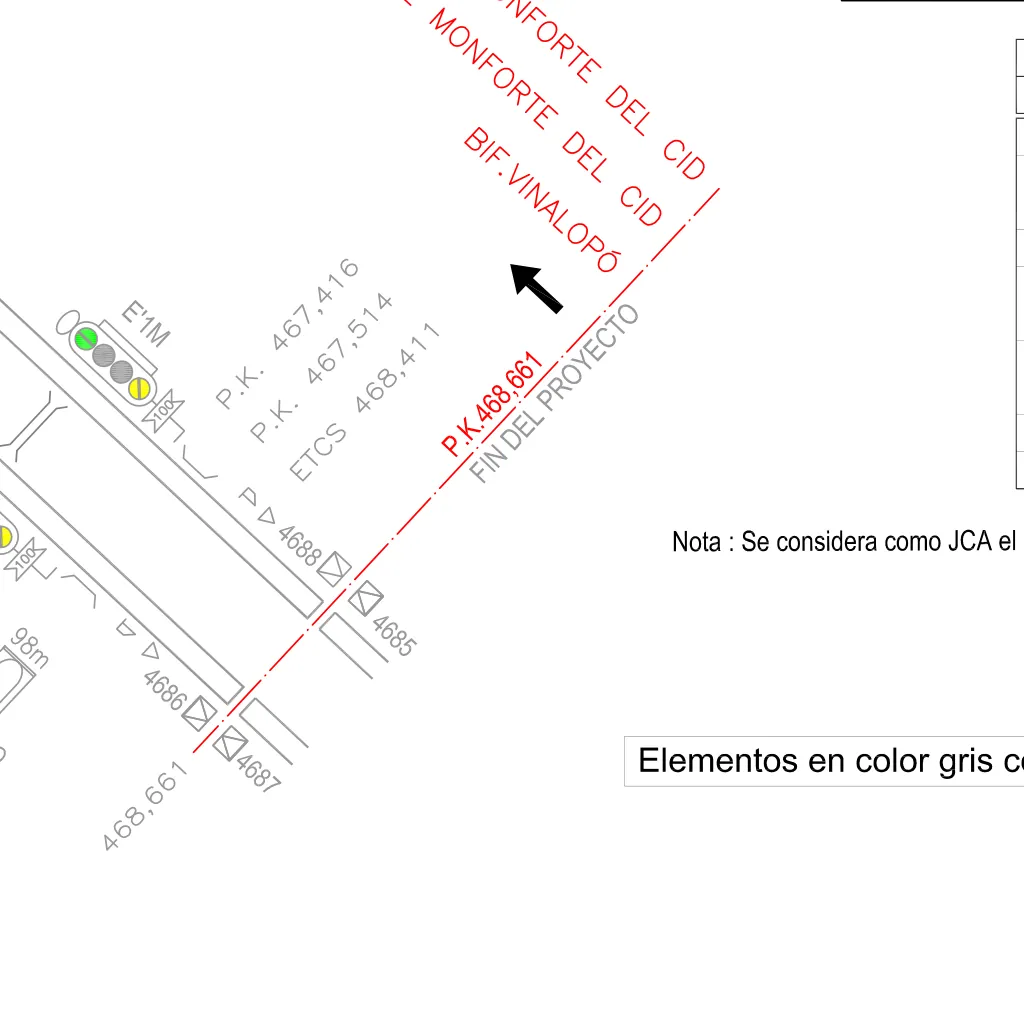 MONFORTE DEL CID
MONFORTE DEL CID
BIF.VINALOPÓ
P.K.468,661
FIN DEL PROYECTO
E'1M
100
P.K. 467,416
P.K. 467,514
ETCS 468,411
P
4688
4685
100
98m
4686
4687
468,661
Nota : Se considera como JCA el
Elementos en color gris